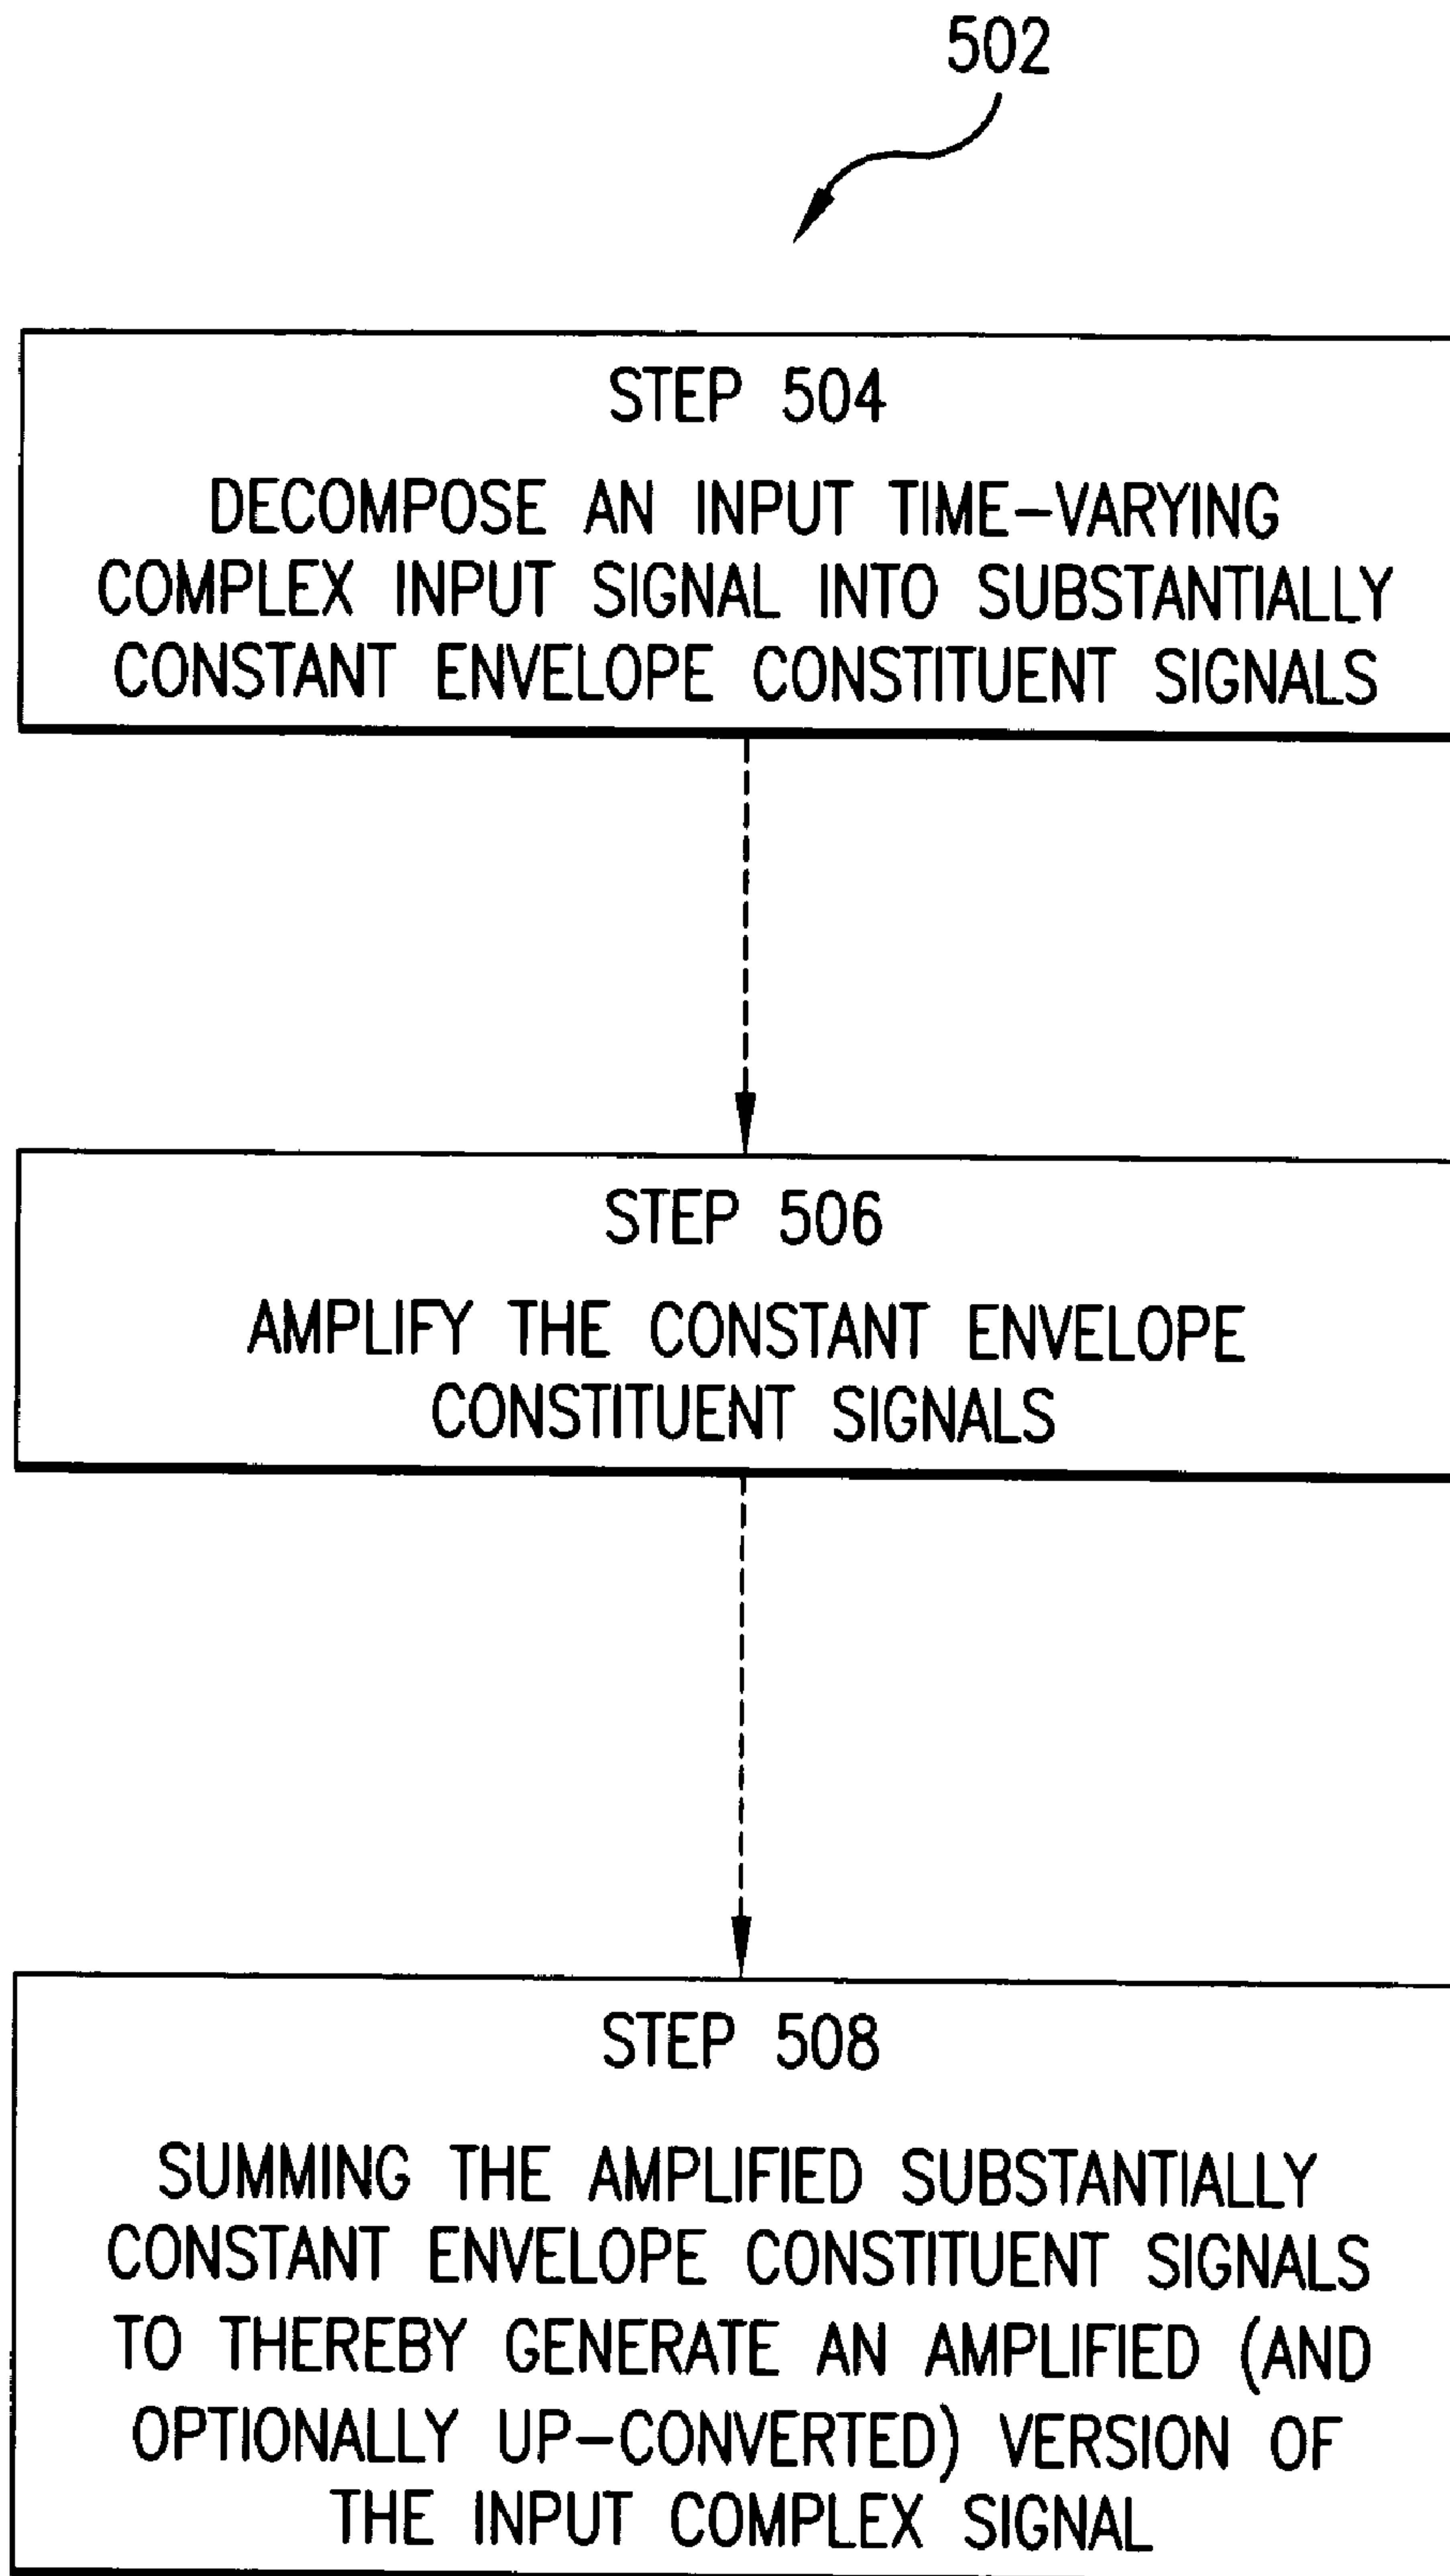 502
STEP 504
DECOMPOSE AN INPUT TIME-VARYING
COMPLEX INPUT SIGNAL INTO SUBSTANTIALLY
CONSTANT ENVELOPE CONSTITUENT SIGNALS
STEP 506
AMPLIFY THE CONSTANT ENVELOPE
CONSTITUENT SIGNALS
STEP 508
SUMMING THE AMPLIFIED SUBSTANTIALLY
CONSTANT ENVELOPE CONSTITUENT SIGNALS
TO THEREBY GENERATE AN AMPLIFIED (AND
OPTIONALLY UP-CONVERTED) VERSION OF
THE INPUT COMPLEX SIGNAL